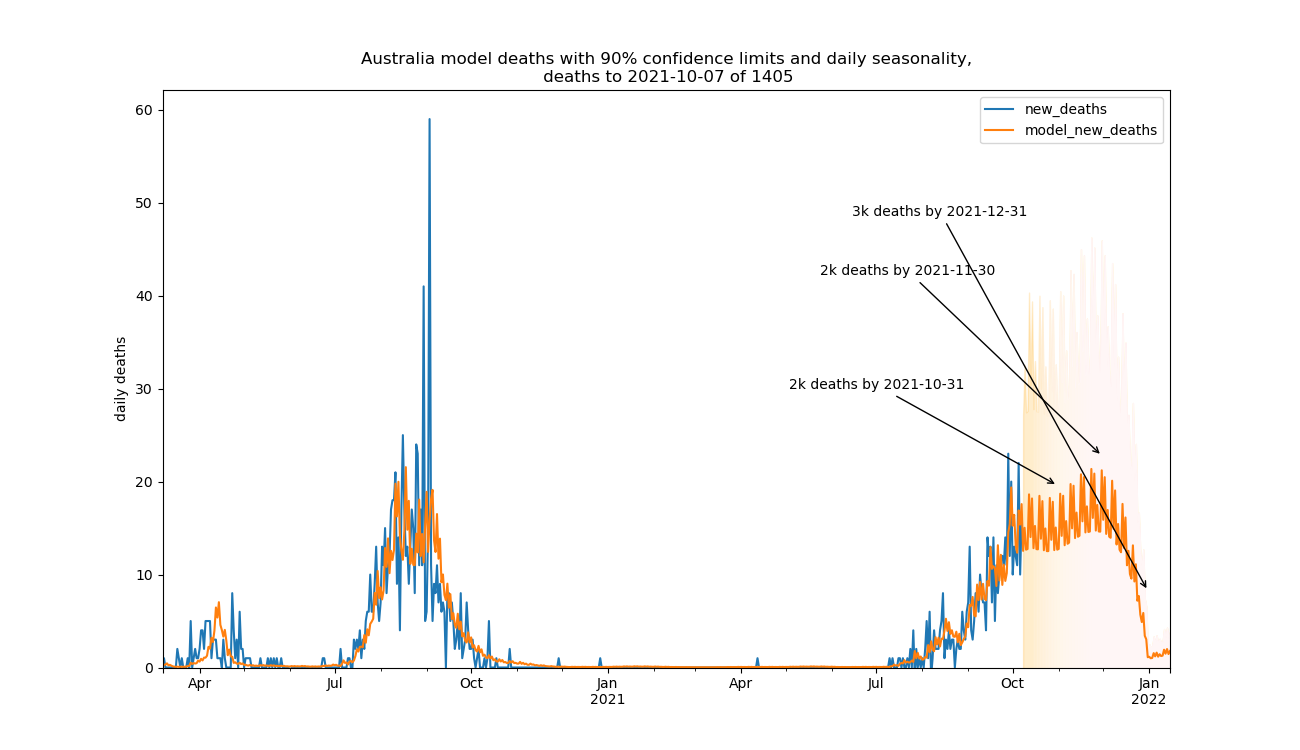 Australia model deaths with 90% confidence limits and daily seasonality,
deaths to 2021-10-07 of 1405
new_deaths
model_new_deaths
60
50
40
30
20
10
0
daily deaths
3k deaths by 2021-12-31
2k deaths by 2021-11-30
2k deaths by 2021-10-31
Apr Jul Oct Jan Apr Jul Oct Jan
2021 2022